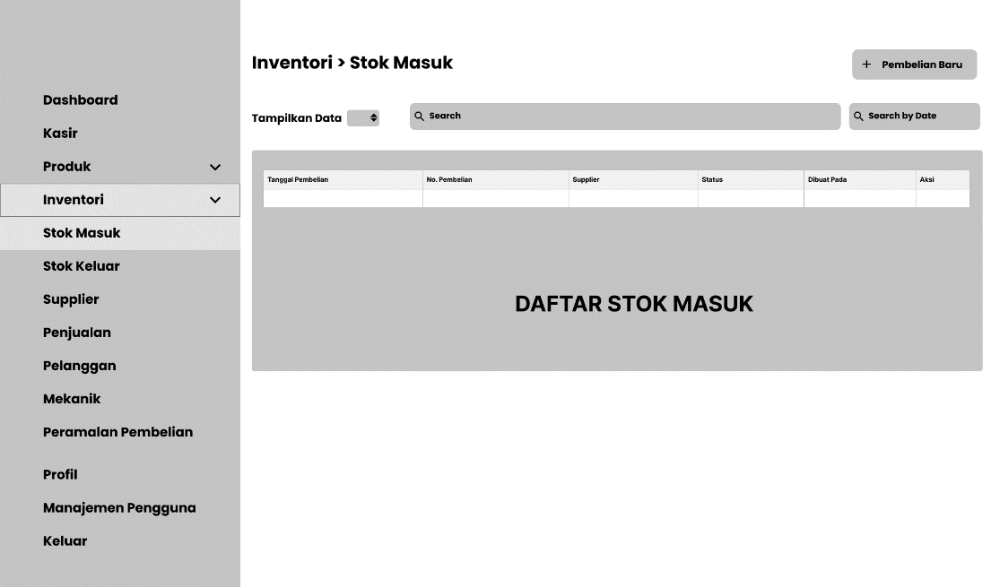 Dashboard
Kasir
Produk
Inventori
Stok Masuk
Stok Keluar
Supplier
Penjualan
Pelanggan
Mekanik
Peramalan Pembelian
Profil
Manajemen Pengguna
Keluar
Inventori > Stok Masuk
+ Pembelian Baru
Tampilkan Data
Search
Search by Date
Tanggal Pembelian No. Pembelian Supplier Status Dibuat Pada Aksi
DAFTAR STOK MASUK